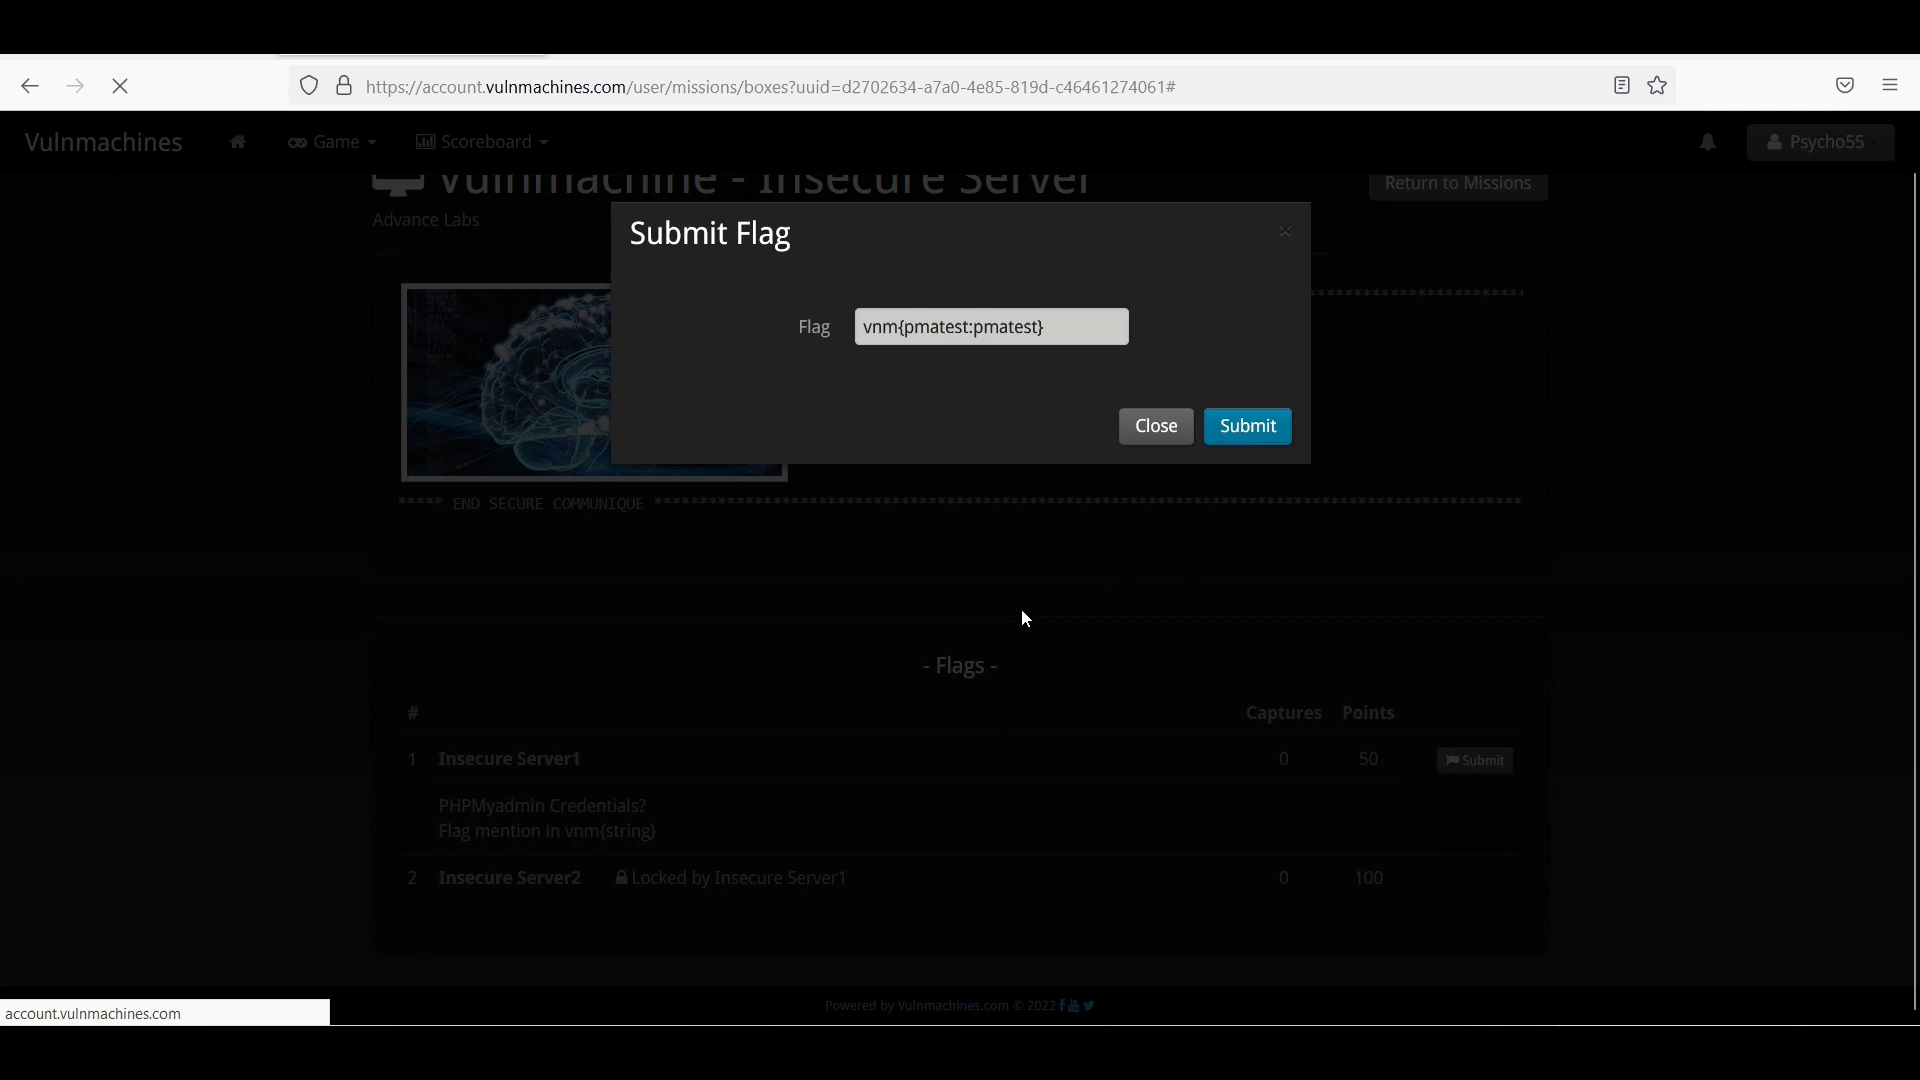 https://account.vulnmachines.com/user/missions/boxes?uuid=d2702634-a7a0-4e85-819d-c46461274061#
Vulnmachines Game Scoreboard Psycho55
Vulnmachine - Insecure Server
Return to Missions
Advance Labs
Submit Flag
×
Flag vnm{pmatest:pmatest}
Close Submit
***** END SECURE COMMUNIQUE ************************************************************************************************
- Flags -
# Captures Points
1 Insecure Server1 0 50 Submit
PHPMyadmin Credentials?
Flag mention in vnm{string}
2 Insecure Server2 Locked by Insecure Server1 0 100
Powered by Vulnmachines.com © 2022
account.vulnmachines.com